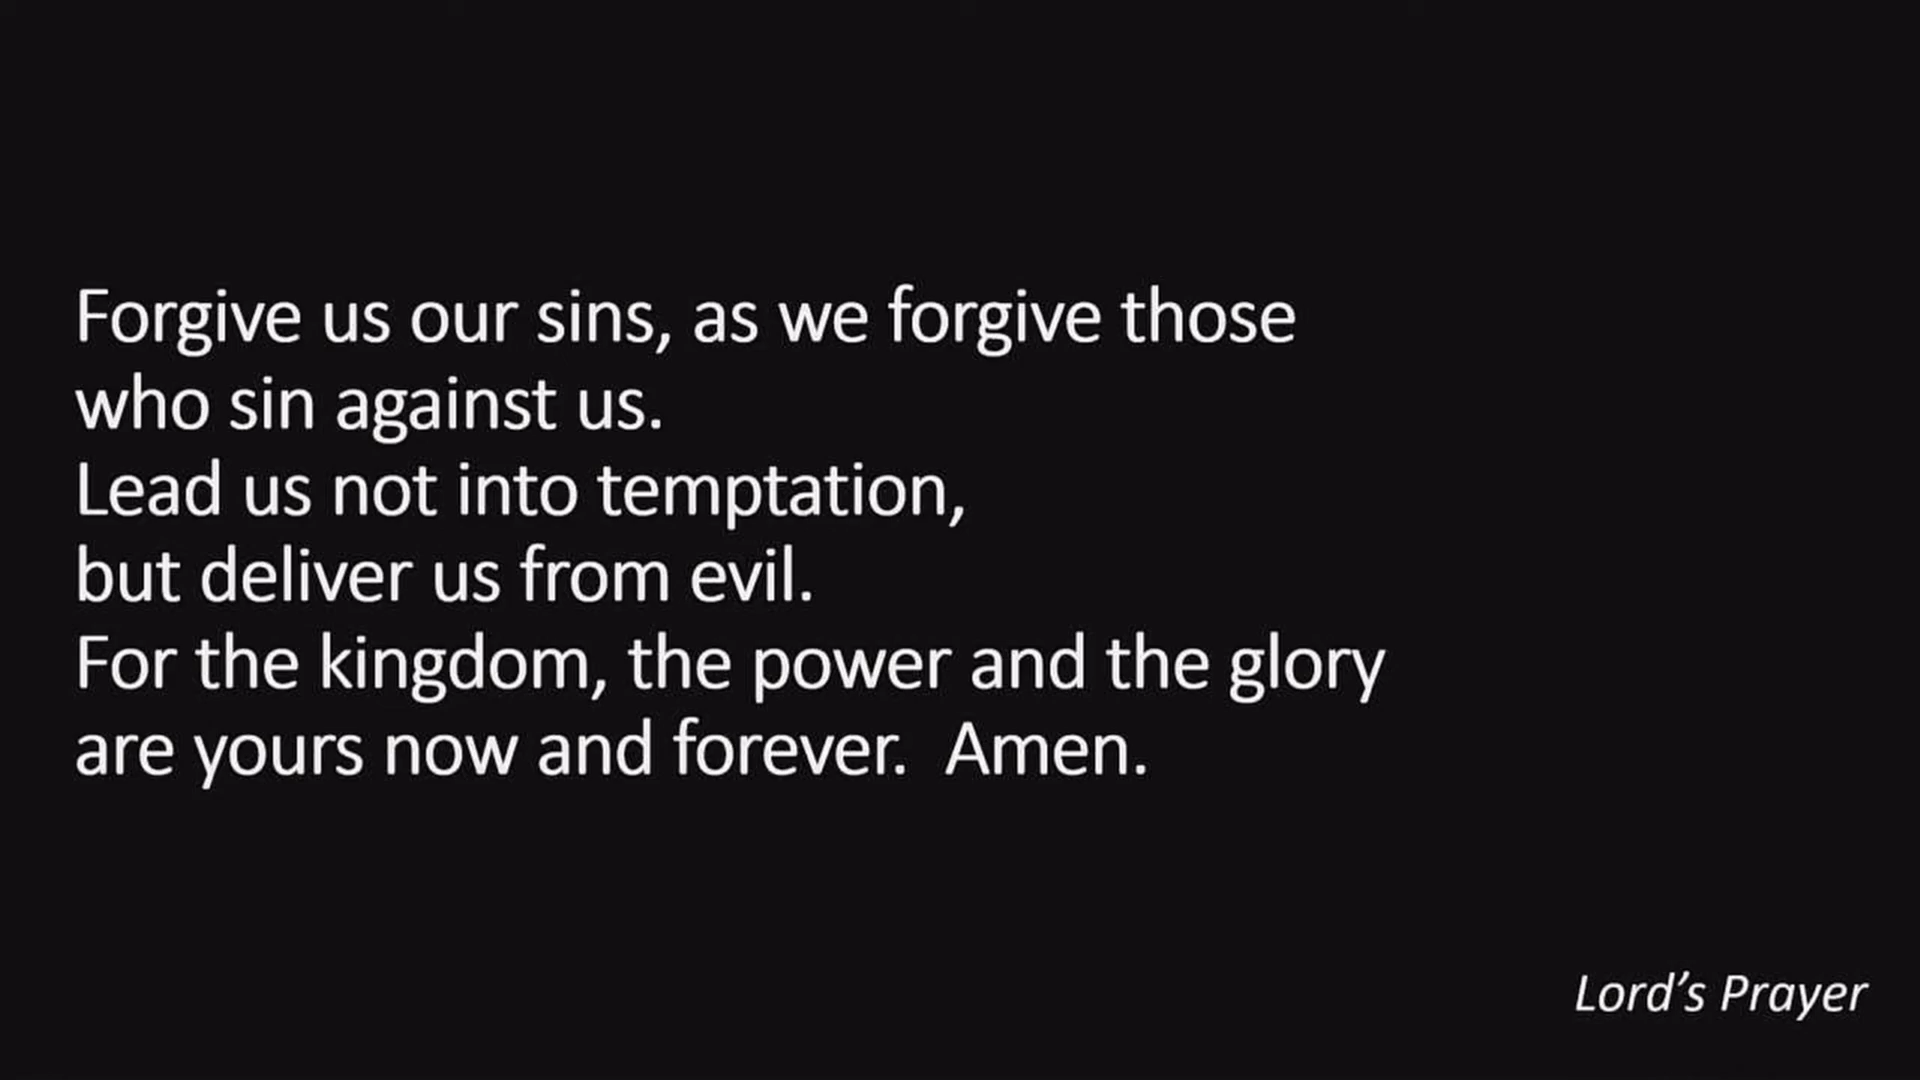 Forgive us our sins, as we forgive those
who sin against us.
Lead us not into temptation,
but deliver us from evil.
For the kingdom, the power and the glory
are yours now and forever.  Amen.
Lord’s Prayer